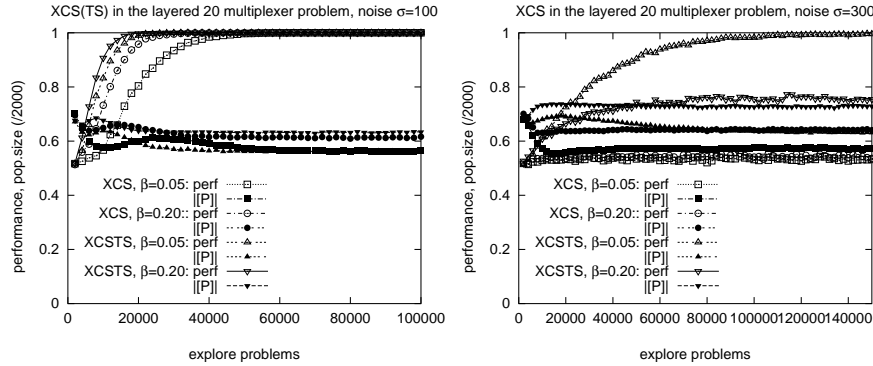 XCS(TS) in the layered 20 multiplexer problem, noise σ=100
performance, pop.size (/2000)
1
0.8
0.6
0.4
0.2
0
XCS, β=0.05: perf
|[P]|
XCS, β=0.20:: perf
|[P]|
XCSTS, β=0.05: perf
|[P]|
XCSTS, β=0.20: perf
|[P]|
0 20000 40000 60000 80000 100000
explore problems
XCS in the layered 20 multiplexer problem, noise σ=300
performance, pop.size (/2000)
1
0.8
0.6
0.4
0.2
0
XCS, β=0.05: perf
|[P]|
XCS, β=0.20:: perf
|[P]|
XCSTS, β=0.05: perf
|[P]|
XCSTS, β=0.20: perf
|[P]|
0 20000 40000 60000 80000 100000120000140000
explore problems